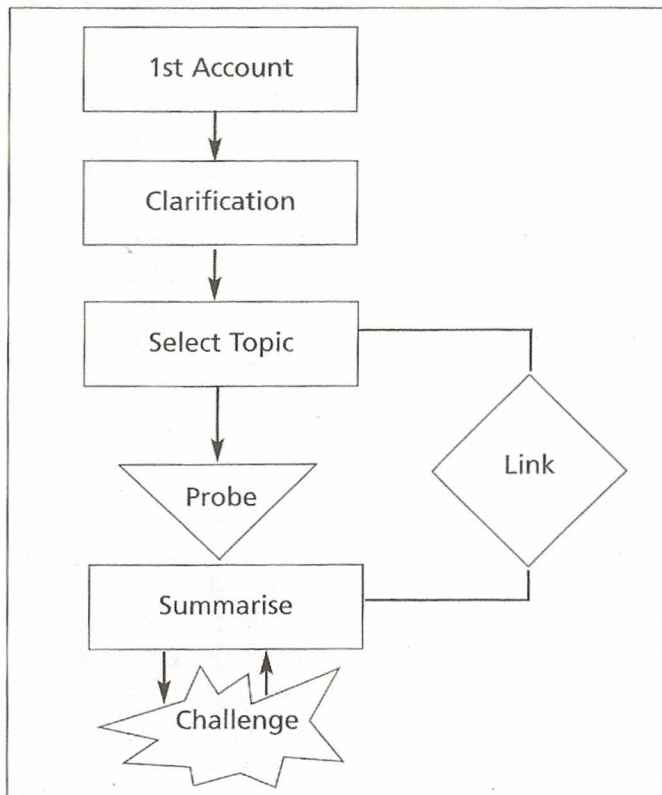 1st Account
Clarification
Select Topic
Link
Probe
Summarise
Challenge